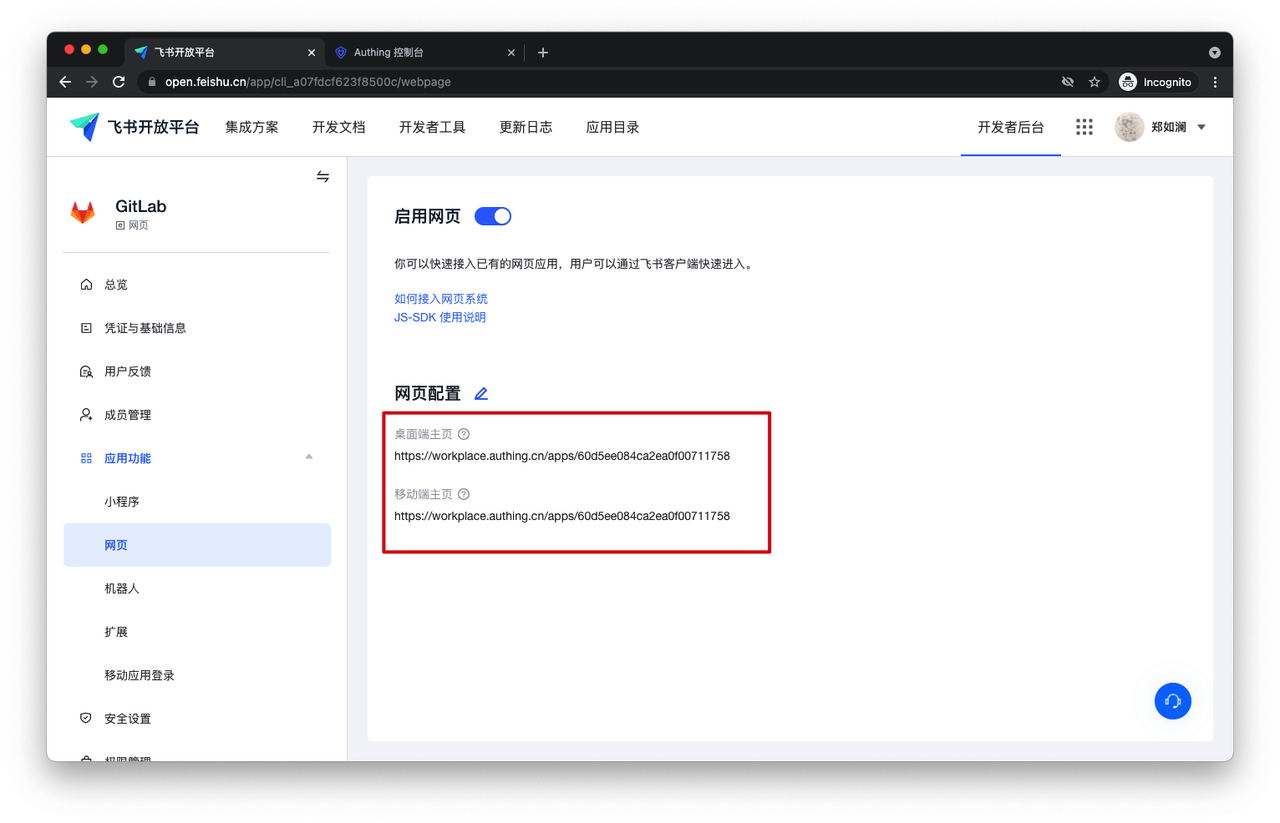 飞书开放平台
Authing 控制台
open.feishu.cn/app/cli_a07fdcf623f8500c/webpage
Incognito
飞书开放平台 集成方案 开发文档 开发者工具 更新日志 应用目录 开发者后台 郑如澜
GitLab
网页
总览
凭证与基础信息
用户反馈
成员管理
应用功能
小程序
网页
机器人
扩展
移动应用登录
安全设置
权限管理
启用网页
你可以快速接入已有的网页应用，用户可以通过飞书客户端快速进入。
如何接入网页系统
JS-SDK 使用说明
网页配置
桌面端主页
https://workplace.authing.cn/apps/60d5ee084ca2ea0f00711758
移动端主页
https://workplace.authing.cn/apps/60d5ee084ca2ea0f00711758